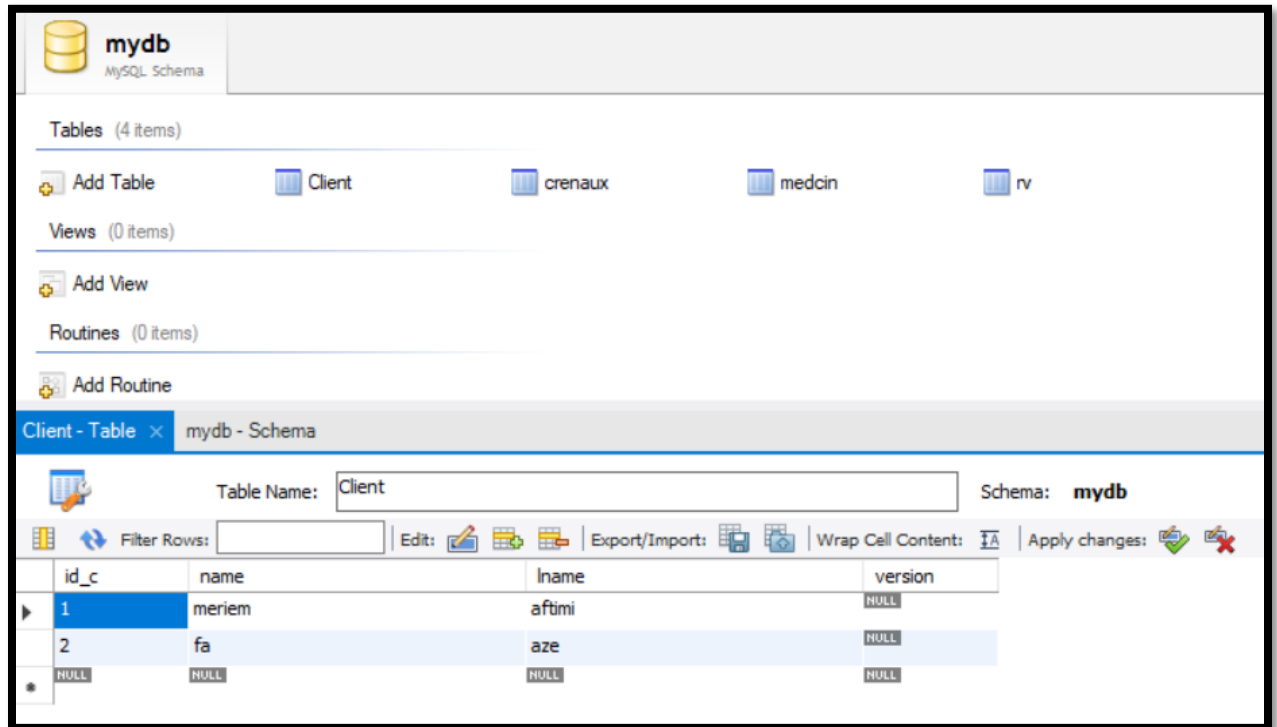 mydb
MySQL Schema
Tables (4 items)
Add Table Client crenaux medcin rv
Views (0 items)
Add View
Routines (0 items)
Add Routine
Client - Table × mydb - Schema
Table Name: Client Schema: mydb
Filter Rows: Edit: Export/Import: Wrap Cell Content: IA Apply changes:
id_c name lname version
1 meriem aftimi NULL
2 fa aze NULL
NULL NULL NULL NULL